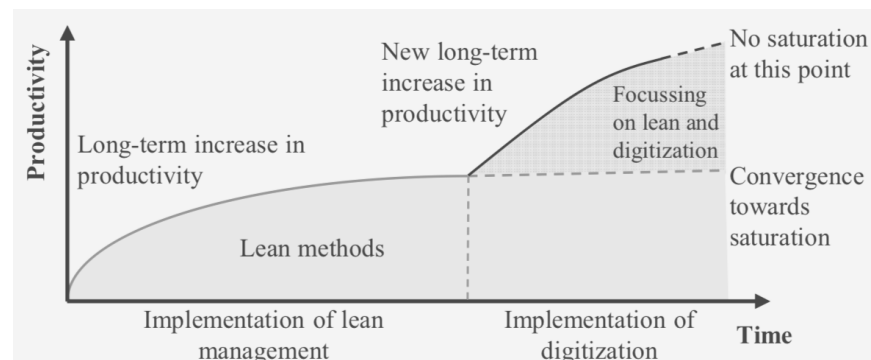 Productivity
Long-term increase in
productivity
New long-term
increase in
productivity
No saturation
at this point
Focussing
on lean and
digitization
Convergence
towards
saturation
Lean methods
Implementation of lean
management
Implementation of
digitization
Time